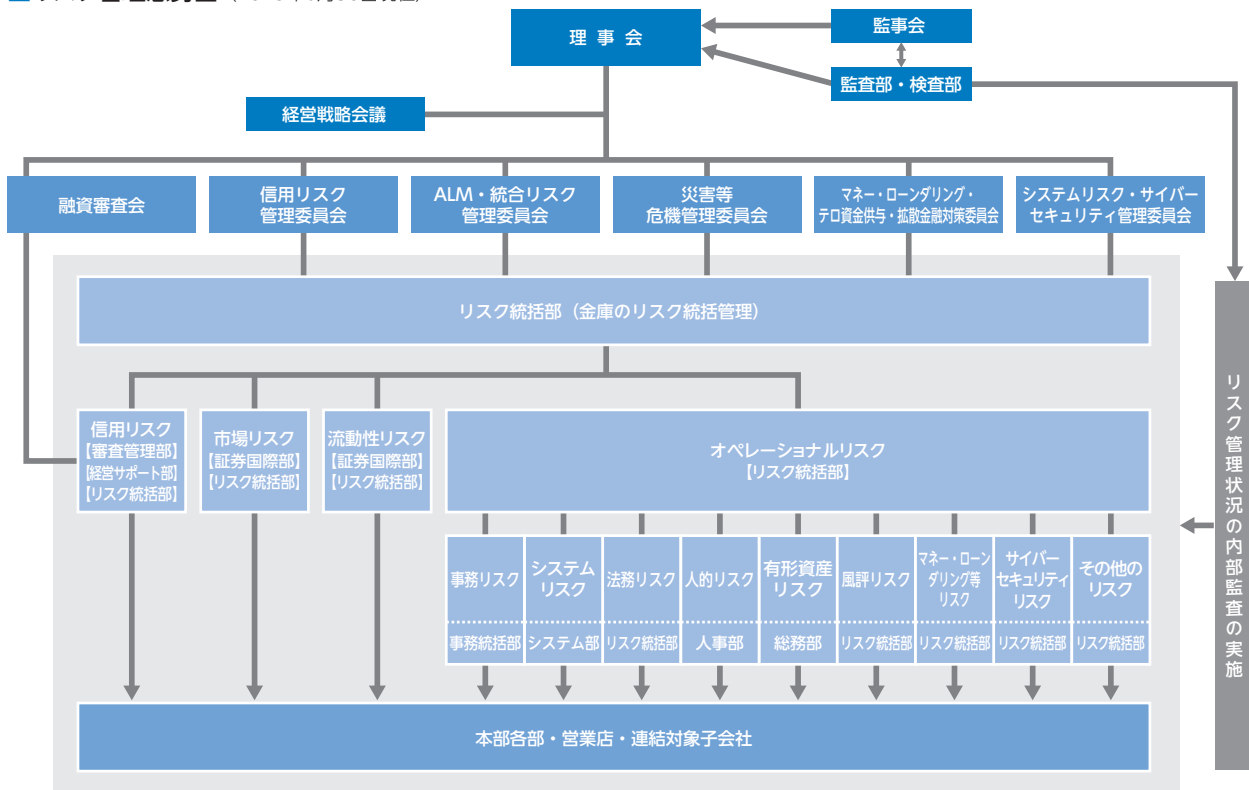 理事会
監事会
監査部・検査部
経営戦略会議
融資審査会
信用リスク
管理委員会
ALM・統合リスク
管理委員会
災害等
危機管理委員会
マネー・ローンダリング・
テロ資金供与・拡散金融対策委員会
システムリスク・サイバー
セキュリティ管理委員会
リスク統括部（金庫のリスク統括管理）
信用リスク
【審査管理部】
【経営サポート部】
【リスク統括部】
市場リスク
【証券国際部】
【リスク統括部】
流動性リスク
【証券国際部】
【リスク統括部】
オペレーショナルリスク
【リスク統括部】
事務リスク
事務統括部
システム
リスク
システム部
法務リスク
リスク統括部
人的リスク
人事部
有形資産
リスク
総務部
風評リスク
リスク統括部
マネー・ローン
ダリング等
リスク
リスク統括部
サイバー
セキュリティ
リスク
リスク統括部
その他の
リスク
リスク統括部
本部各部・営業店・連結対象子会社
リスク管理状況の内部監査の実施